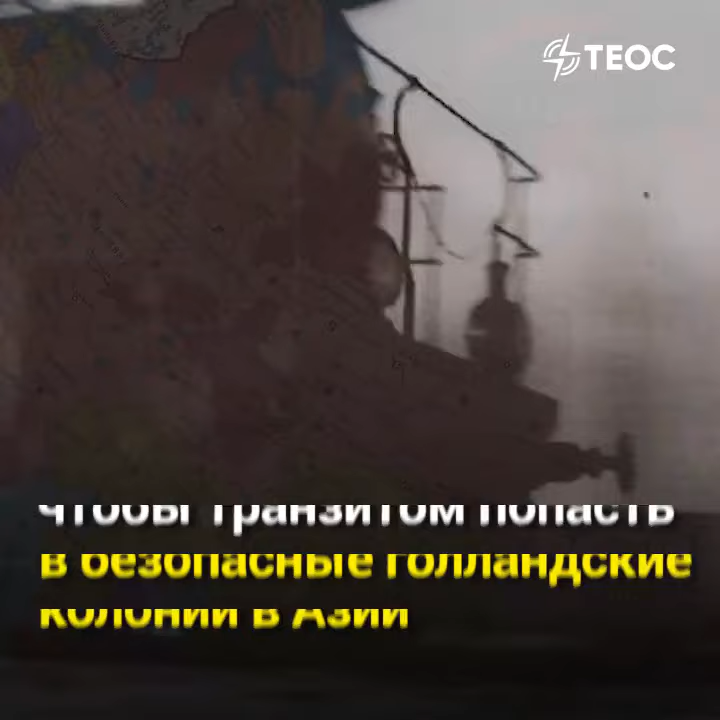 ТЕОС
чтобы транзитом попасть
в безопасные голландские
колонии в Азии